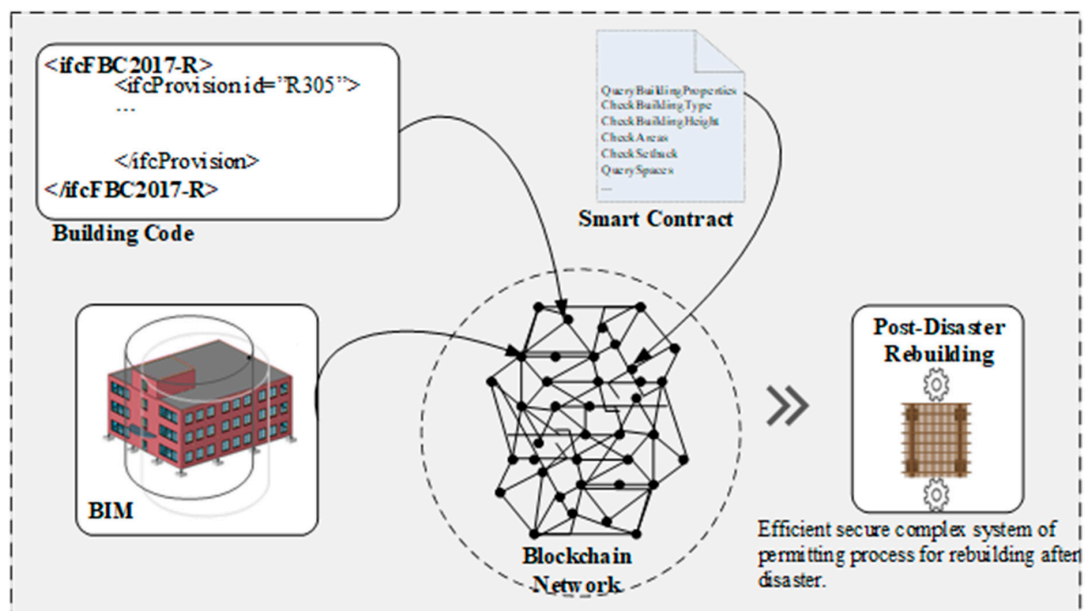 <ifcFBC2017-R>
<ifcProvision id="R305">
...
</ifcProvision>
</ifcFBC2017-R>
Building Code
QueryBuildingProperties
CheckBuildingType
CheckBuildingHeight
CheckAreas
CheckSetback
QuerySpaces
...
Smart Contract
BIM
Blockchain
Network
Post-Disaster
Rebuilding
Efficient secure complex system of
permitting process for rebuilding after
disaster.